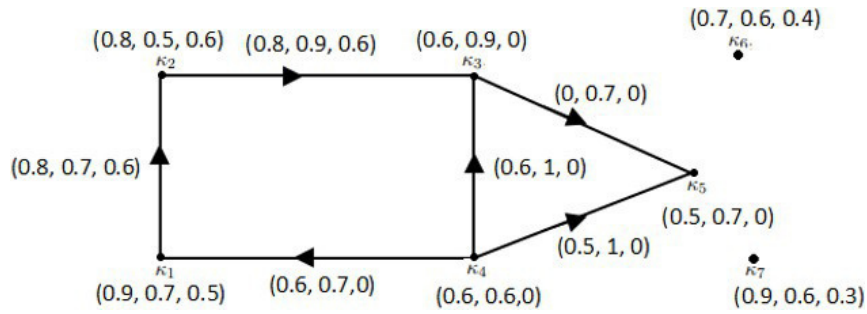 (0.7, 0.6, 0.4)
κ6
(0.8, 0.5, 0.6)
κ2
(0.8, 0.9, 0.6)
(0.6, 0.9, 0)
κ3
(0, 0.7, 0)
(0.8, 0.7, 0.6)
(0.6, 1, 0)
κ5
(0.5, 0.7, 0)
(0.5, 1, 0)
κ1
(0.9, 0.7, 0.5)
(0.6, 0.7,0)
κ4
(0.6, 0.6,0)
κ7
(0.9, 0.6, 0.3)